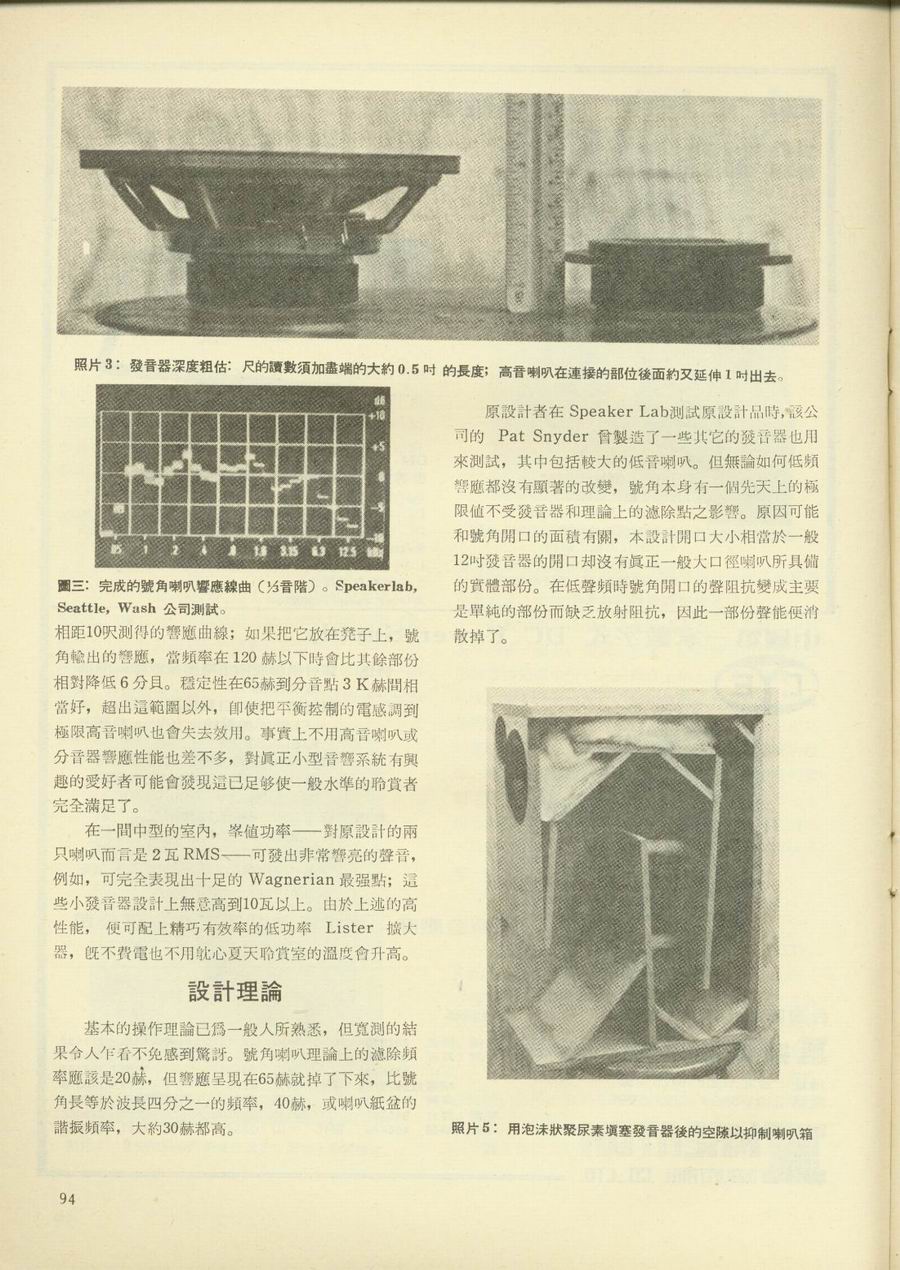 照片3：發音器深度粗估：尺的讀數須加盡端的大約0.5吋 的長度；高音喇叭在連接的部位後面約又延伸1吋出去。
dB
+10
+5
0
-5
-10
.05 .1 .2 .4 .8 1.6 3.15 6.3 12.5 kHz
圖三：完成的號角喇叭響應線曲（⅓音階）。Speakerlab,
Seattle, Wash 公司測試。
相距10呎測得的響應曲線；如果把它放在凳子上，號
角輸出的響應，當頻率在 120 赫以下時會比其餘部份
相對降低 6 分貝。穩定性在65赫到分音點 3 K 赫間相
當好，超出這範圍以外，卽使把平衡控制的電感調到
極限高音喇叭也會失去效用。事實上不用高音喇叭或
分音器響應性能也差不多，對眞正小型音響系統有興
趣的愛好者可能會發現這已足够使一般水準的聆賞者
完全滿足了。
在一間中型的室內，峯値功率——對原設計的兩
只喇叭而言是 2 瓦 RMS——可發出非常響亮的聲音，
例如，可完全表現出十足的 Wagnerian 最强點；這
些小發音器設計上無意高到10瓦以上。由於上述的高
性能， 便可配上精巧有效率的低功率 Lister 擴大
器，旣不費電也不用躭心夏天聆賞室的溫度會升高。
設計理論
基本的操作理論已爲一般人所熟悉，但實測的結
果令人乍看不免感到驚訝。號角喇叭理論上的濾除頻
率應該是20赫，但響應呈現在65赫就掉了下來，比號
角長等於波長四分之一的頻率，40赫，或喇叭紙盆的
諧振頻率，大約30赫都高。
原設計者在 Speaker Lab測試原設計品時，該公
司的 Pat Snyder 曾製造了一些其它的發音器也用
來測試，其中包括較大的低音喇叭。但無論如何低頻
響應都沒有顯著的改變，號角本身有一個先天上的極
限値不受發音器和理論上的濾除點之影響。原因可能
和號角開口的面積有關，本設計開口大小相當於一般
12吋發音器的開口却沒有眞正一般大口徑喇叭所具備
的實體部份。在低聲頻時號角開口的聲阻抗變成主要
是單純的部份而缺乏放射阻抗，因此一部份聲能便消
散掉了。
照片5：用泡沫狀聚尿素塡塞發音器後的空隙以抑制喇叭箱
94